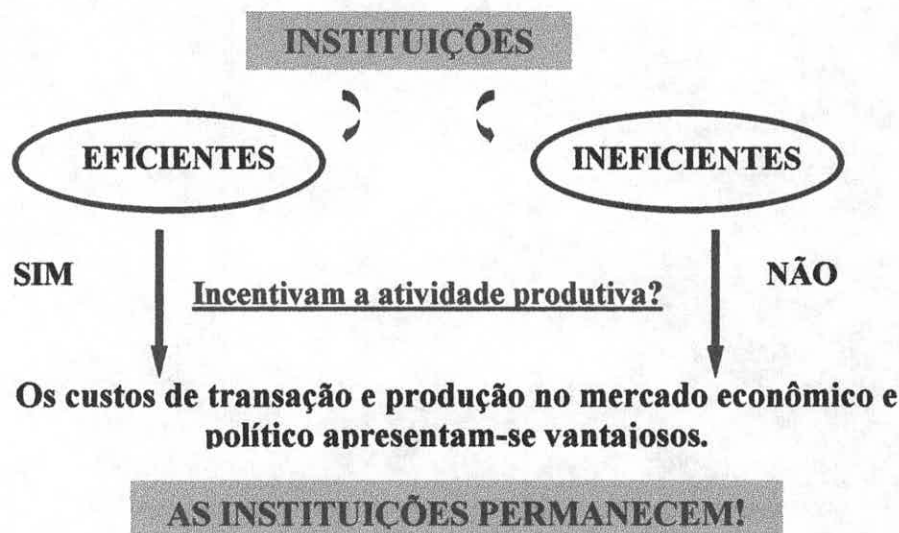 INSTITUIÇÕES
EFICIENTES
INEFICIENTES
SIM
NÃO
Incentivam a atividade produtiva?
Os custos de transação e produção no mercado econômico e
político apresentam-se vantajosos.
AS INSTITUIÇÕES PERMANECEM!